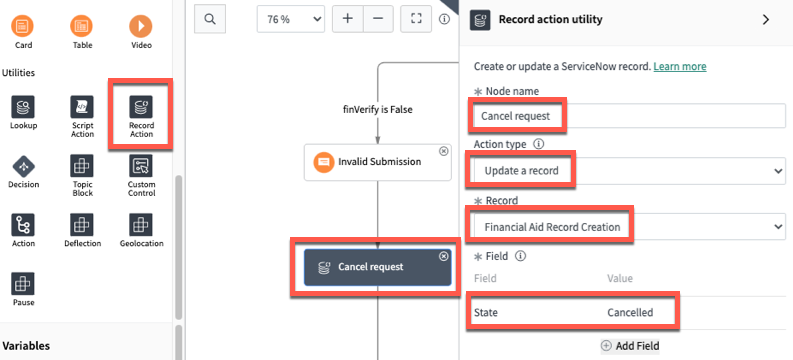 Card
Table
Video
Utilities
Lookup
Script Action
Record Action
Decision
Topic Block
Custom Control
Action
Deflection
Geolocation
Pause
Variables
76 %
finVerify is False
Invalid Submission
Cancel request
Record action utility
Create or update a ServiceNow record. Learn more
Node name
Cancel request
Action type
Update a record
Record
Financial Aid Record Creation
Field
Field Value
State Cancelled
Add Field